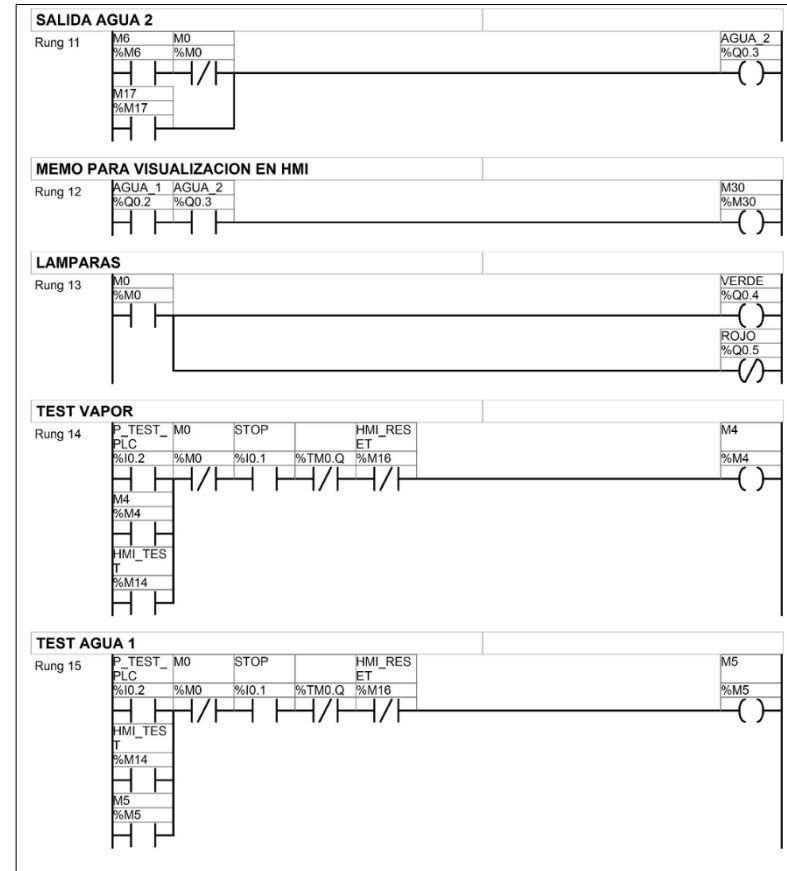 SALIDA AGUA 2
Rung 11
M6 M0 AGUA_2
%M6 %M0 %Q0.3
M17
%M17
MEMO PARA VISUALIZACION EN HMI
Rung 12
AGUA_1 AGUA_2 M30
%Q0.2 %Q0.3 %M30
LAMPARAS
Rung 13
M0 VERDE
%M0 %Q0.4
ROJO
%Q0.5
TEST VAPOR
Rung 14
P_TEST_ M0 STOP HMI_RES M4
PLC ET
%I0.2 %M0 %I0.1 %TM0.Q %M16 %M4
M4
%M4
HMI_TES
T
%M14
TEST AGUA 1
Rung 15
P_TEST_ M0 STOP HMI_RES M5
PLC ET
%I0.2 %M0 %I0.1 %TM0.Q %M16 %M5
HMI_TES
T
%M14
M5
%M5